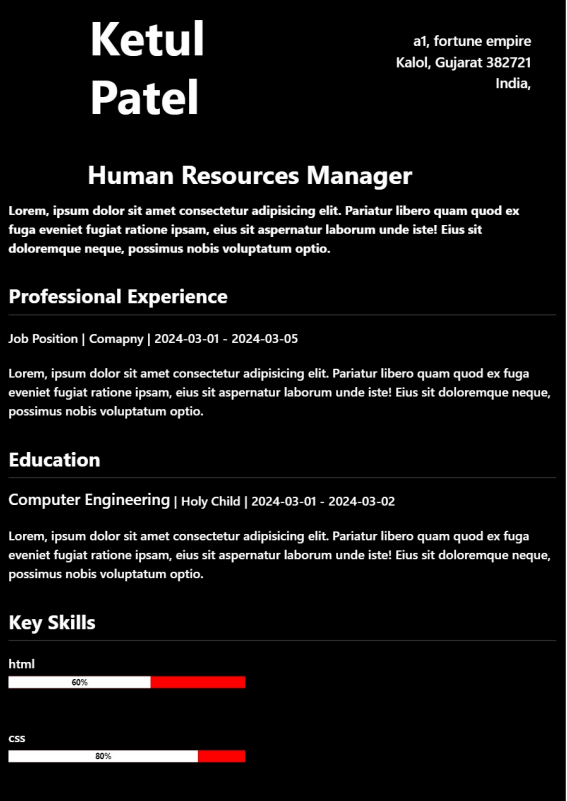 Ketul
Patel
a1, fortune empire
Kalol, Gujarat 382721
India,
Human Resources Manager
Lorem, ipsum dolor sit amet consectetur adipisicing elit. Pariatur libero quam quod ex
fuga eveniet fugiat ratione ipsam, eius sit aspernatur laborum unde iste! Eius sit
doloremque neque, possimus nobis voluptatum optio.
Professional Experience
Job Position | Comapny | 2024-03-01 - 2024-03-05
Lorem, ipsum dolor sit amet consectetur adipisicing elit. Pariatur libero quam quod ex fuga
eveniet fugiat ratione ipsam, eius sit aspernatur laborum unde iste! Eius sit doloremque neque,
possimus nobis voluptatum optio.
Education
Computer Engineering | Holy Child | 2024-03-01 - 2024-03-02
Lorem, ipsum dolor sit amet consectetur adipisicing elit. Pariatur libero quam quod ex fuga
eveniet fugiat ratione ipsam, eius sit aspernatur laborum unde iste! Eius sit doloremque neque,
possimus nobis voluptatum optio.
Key Skills
html
60%
css
80%